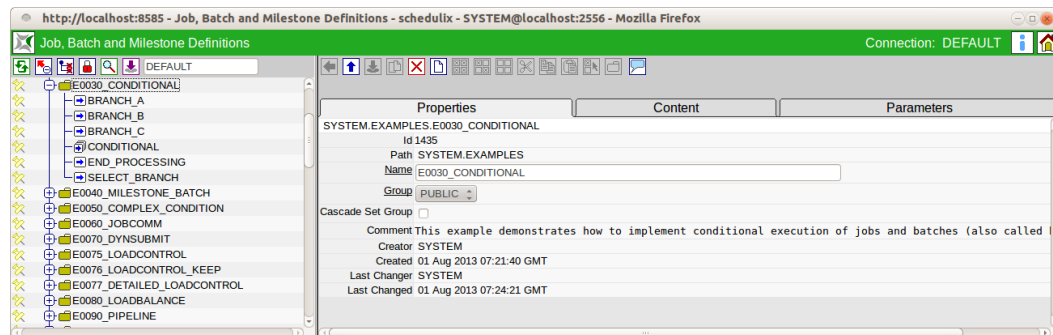 http://localhost:8585 - Job, Batch and Milestone Definitions - schedulix - SYSTEM@localhost:2556 - Mozilla Firefox
Job, Batch and Milestone Definitions
Connection: DEFAULT
DEFAULT
E0030_CONDITIONAL
BRANCH_A
BRANCH_B
BRANCH_C
CONDITIONAL
END_PROCESSING
SELECT_BRANCH
E0040_MILESTONE_BATCH
E0050_COMPLEX_CONDITION
E0060_JOBCOMM
E0070_DYNSUBMIT
E0075_LOADCONTROL
E0076_LOADCONTROL_KEEP
E0077_DETAILED_LOADCONTROL
E0080_LOADBALANCE
E0090_PIPELINE
Properties Content Parameters
SYSTEM.EXAMPLES.E0030_CONDITIONAL
Id 1435
Path SYSTEM.EXAMPLES
Name E0030_CONDITIONAL
Group PUBLIC
Cascade Set Group
Comment This example demonstrates how to implement conditional execution of jobs and batches (also called
Creator SYSTEM
Created 01 Aug 2013 07:21:40 GMT
Last Changer SYSTEM
Last Changed 01 Aug 2013 07:24:21 GMT